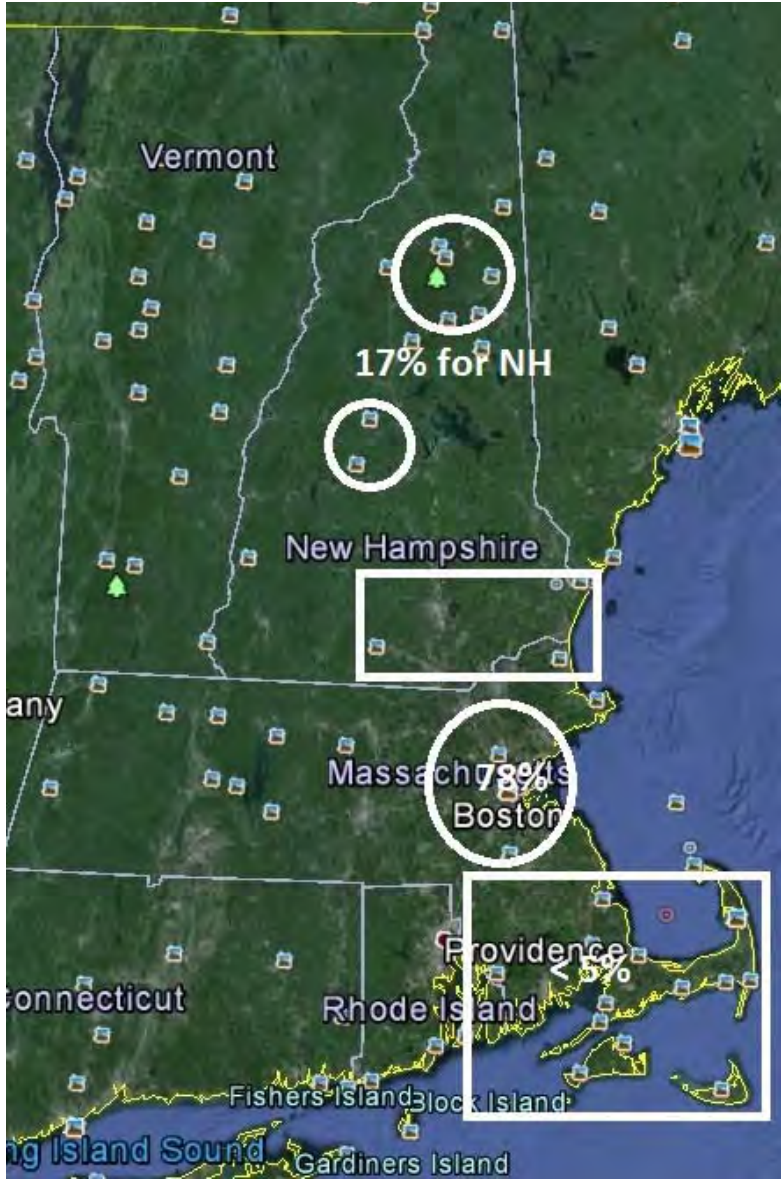 Vermont
17% for NH
New Hampshire
any
Massachusetts
78%
Boston
Providence
< 5%
Connecticut
Rhode Island
Fishers Island
Block Island
ng Island Sound
Gardiners Island